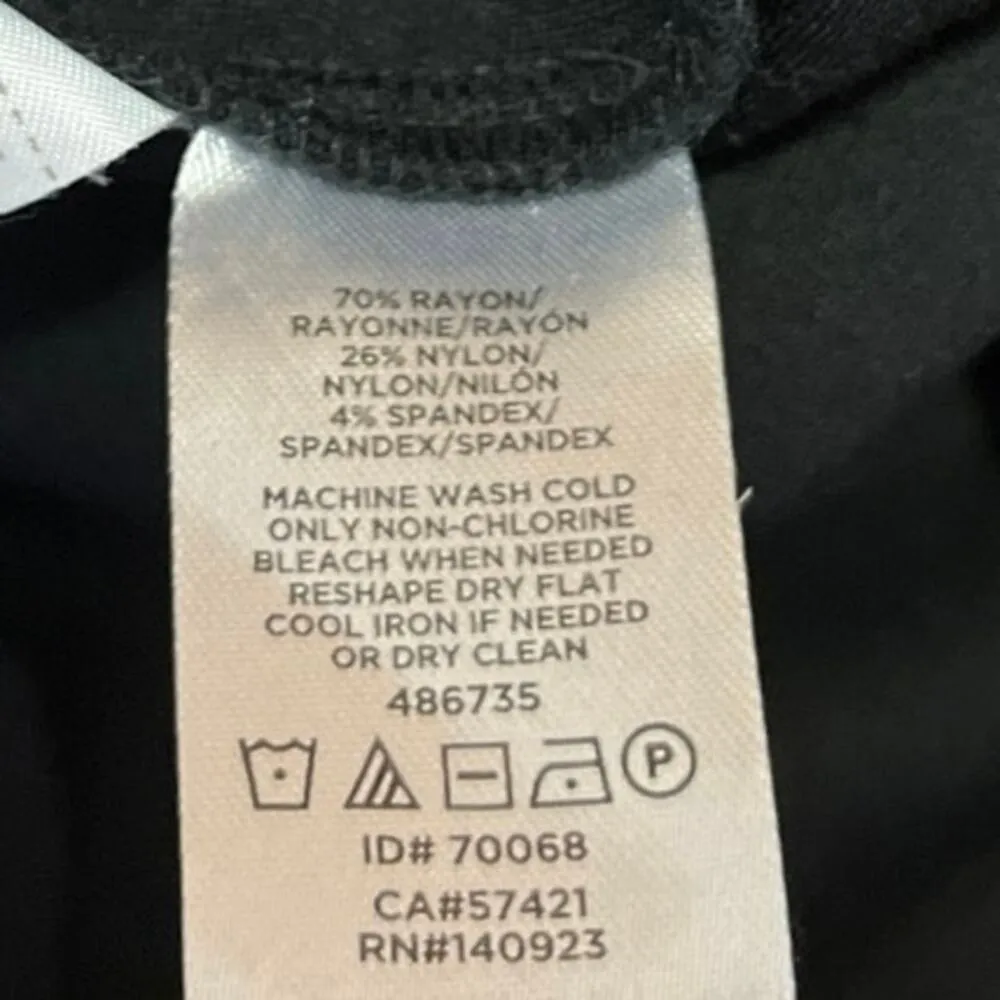 70% RAYON/
RAYONNE/RAYÓN
26% NYLON/
NYLON/NILÓN
4% SPANDEX/
SPANDEX/SPANDEX
MACHINE WASH COLD
ONLY NON-CHLORINE
BLEACH WHEN NEEDED
RESHAPE DRY FLAT
COOL IRON IF NEEDED
OR DRY CLEAN
486735
P
ID# 70068
CA#57421
RN#140923